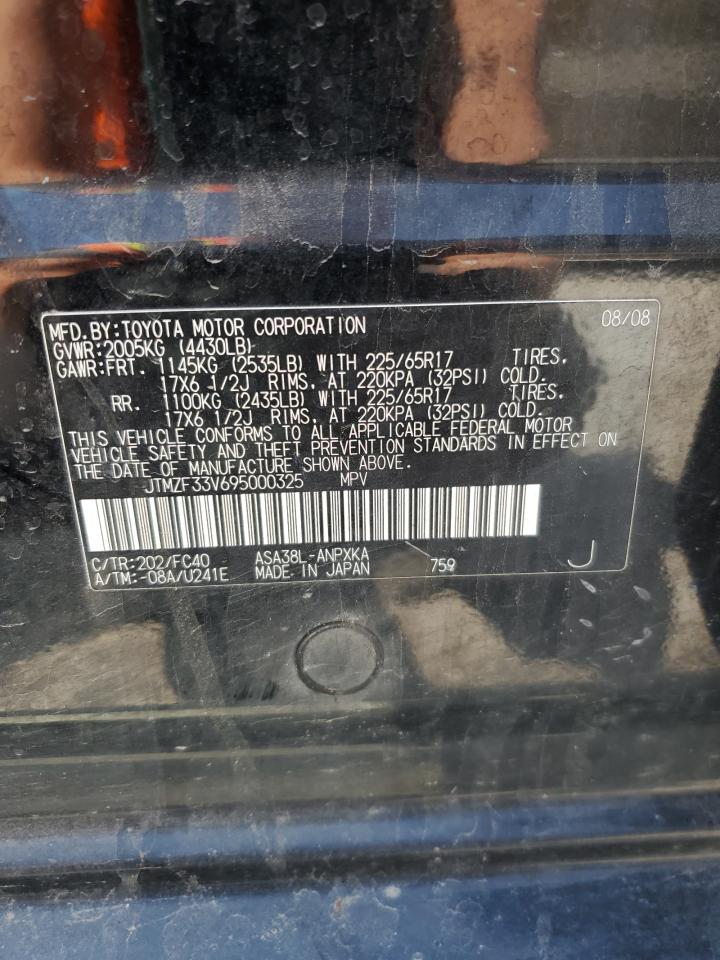 MFD.BY:TOYOTA MOTOR CORPORATION 08/08
GVWR:2005KG (4430LB)
GAWR:FRT. 1145KG (2535LB) WITH 225/65R17 TIRES,
17X6 1/2J RIMS, AT 220KPA (32PSI) COLD.
RR. 1100KG (2435LB) WITH 225/65R17 TIRES,
17X6 1/2J RIMS, AT 220KPA (32PSI) COLD.
THIS VEHICLE CONFORMS TO ALL APPLICABLE FEDERAL MOTOR
VEHICLE SAFETY AND THEFT PREVENTION STANDARDS IN EFFECT ON
THE DATE OF MANUFACTURE SHOWN ABOVE.
JTMZF33V695000325 MPV
C/TR:202/FC40 ASA38L-ANPXKA
A/TM:-08A/U241E MADE IN JAPAN 759 J